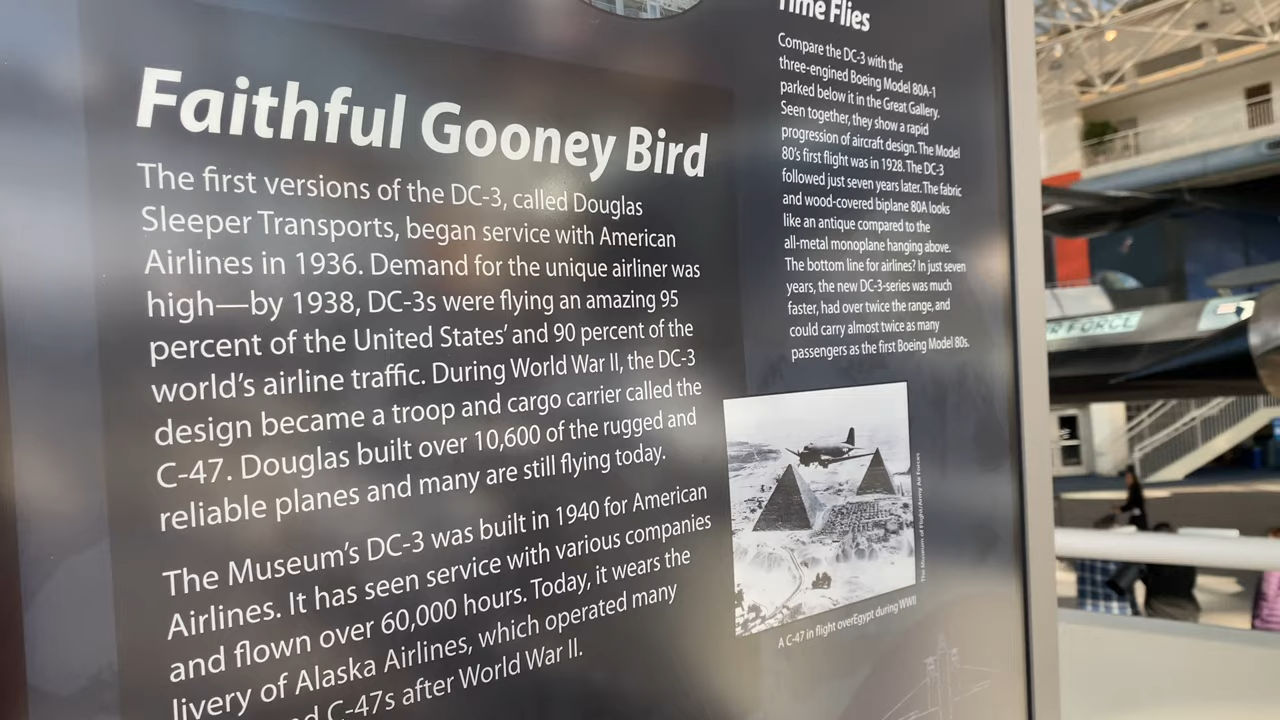 Faithful Gooney Bird
The first versions of the DC-3, called Douglas
Sleeper Transports, began service with American
Airlines in 1936. Demand for the unique airliner was
high—by 1938, DC-3s were flying an amazing 95
percent of the United States’ and 90 percent of the
world’s airline traffic. During World War II, the DC-3
design became a troop and cargo carrier called the
C-47. Douglas built over 10,600 of the rugged and
reliable planes and many are still flying today.
The Museum’s DC-3 was built in 1940 for American
Airlines. It has seen service with various companies
and flown over 60,000 hours. Today, it wears the
livery of Alaska Airlines, which operated many
C-47s after World War II.
Time Flies
Compare the DC-3 with the
three-engined Boeing Model 80A-1
parked below it in the Great Gallery.
Seen together, they show a rapid
progression of aircraft design. The Model
80’s first flight was in 1928. The DC-3
followed just seven years later. The fabric
and wood-covered biplane 80A looks
like an antique compared to the
all-metal monoplane hanging above.
The bottom line for airlines? In just seven
years, the new DC-3-series was much
faster, had over twice the range, and
could carry almost twice as many
passengers as the first Boeing Model 80s.
The Museum of Flight/Army Air Forces
A C-47 in flight overEgypt during WWII
FORCE